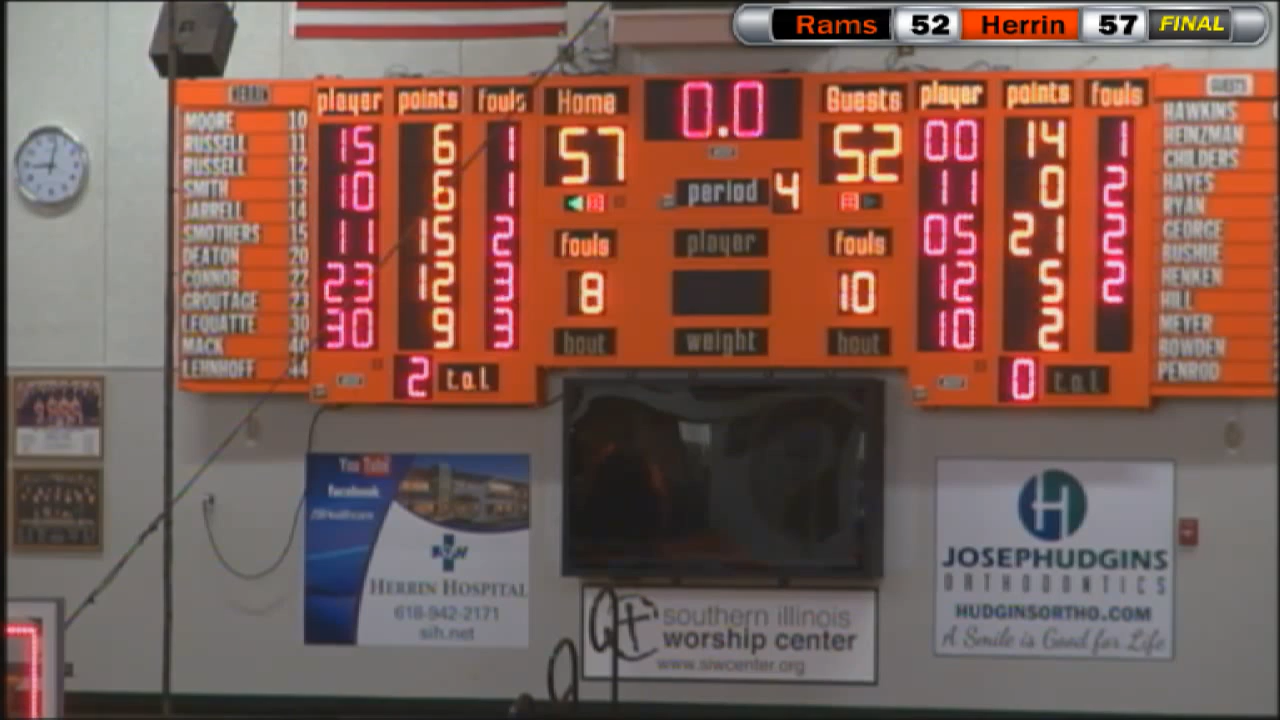 Rams 52 Herrin 57 FINAL
HERRIN
MOORE 10
RUSSELL 11
RUSSELL 12
SMITH 13
JARRELL 14
SMOTHERS 15
DEATON 20
CONNOR 22
GROUTAGE 23
LEQUATTE 30
MACK 40
LEHNHOFF 44
player points fouls
15 6 1
10 6 1
11 15 2
23 12 3
30 9 3
2 t.o.l
Home 0.0 Guests
57 52
period 4
fouls player fouls
8 10
bout weight bout
player points fouls
00 14 1
11 0 2
05 21 2
12 5 2
10 2
0 t.o.l
GUESTS
HAWKINS
HEINZMAN
CHILDERS
HAYES
RYAN
GEORGE
BUSHUE
HENKEN
HILL
MEYER
BOWDEN
PENROD
You Tube
facebook
HERRIN HOSPITAL
618-942-2171
sih.net
southern illinois
worship center
www.siwcenter.org
H
JOSEPHUDGINS
ORTHODONTICS
HUDGINSORTHO.COM
A Smile is Good for Life